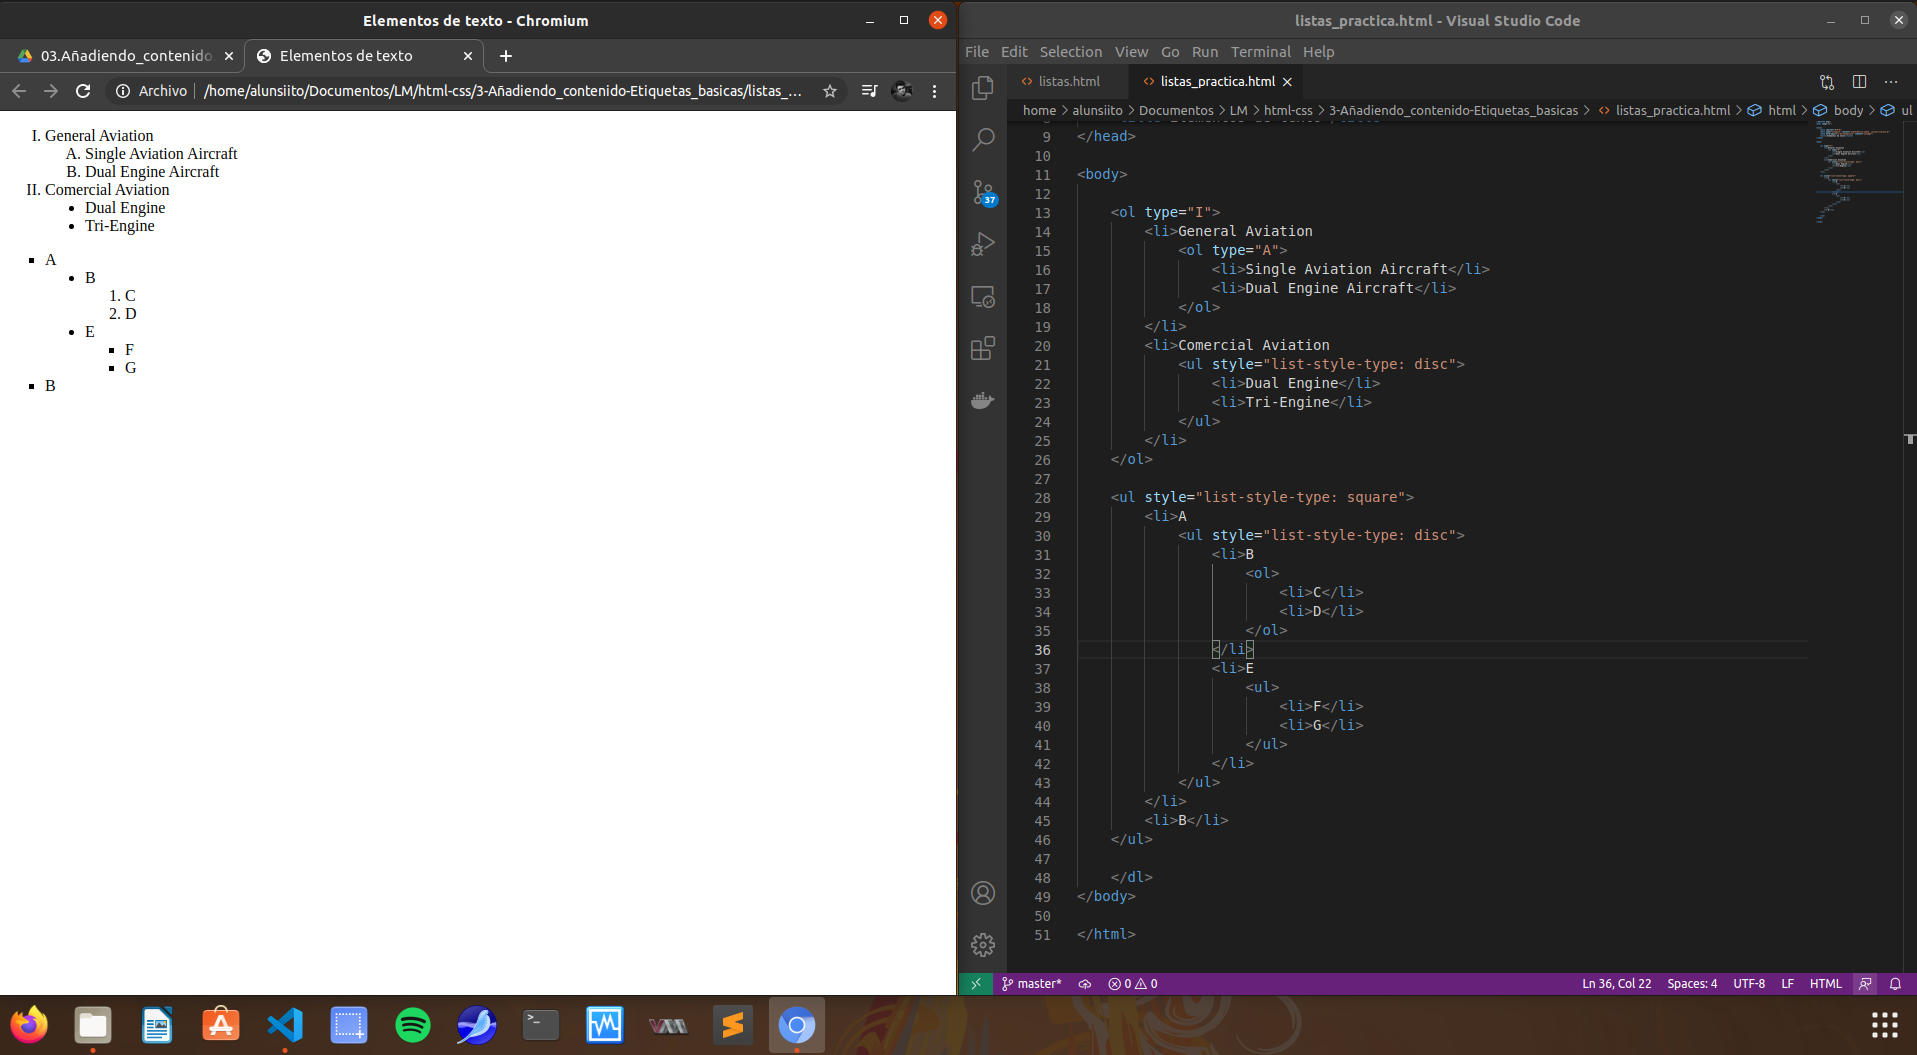 Elementos de texto - Chromium
03.Añadiendo_contenido
Elementos de texto
Archivo
/home/alunsiito/Documentos/LM/html-css/3-Añadiendo_contenido-Etiquetas_basicas/listas_...
I. General Aviation
A. Single Aviation Aircraft
B. Dual Engine Aircraft
II. Comercial Aviation
• Dual Engine
• Tri-Engine
▪ A
• B
1. C
2. D
• E
▪ F
▪ G
▪ B
listas_practica.html - Visual Studio Code
File Edit Selection View Go Run Terminal Help
listas.html
listas_practica.html
home > alunsiito > Documentos > LM > html-css > 3-Añadiendo_contenido-Etiquetas_basicas > listas_practica.html > html > body > ul
37
9 </head>
10
11 <body>
12
13 <ol type="I">
14 <li>General Aviation
15 <ol type="A">
16 <li>Single Aviation Aircraft</li>
17 <li>Dual Engine Aircraft</li>
18 </ol>
19 </li>
20 <li>Comercial Aviation
21 <ul style="list-style-type: disc">
22 <li>Dual Engine</li>
23 <li>Tri-Engine</li>
24 </ul>
25 </li>
26 </ol>
27
28 <ul style="list-style-type: square">
29 <li>A
30 <ul style="list-style-type: disc">
31 <li>B
32 <ol>
33 <li>C</li>
34 <li>D</li>
35 </ol>
36 </li>
37 <li>E
38 <ul>
39 <li>F</li>
40 <li>G</li>
41 </ul>
42 </li>
43 </ul>
44 </li>
45 <li>B</li>
46 </ul>
47
48 </dl>
49 </body>
50
51 </html>
master* 0 0 Ln 36, Col 22 Spaces: 4 UTF-8 LF HTML